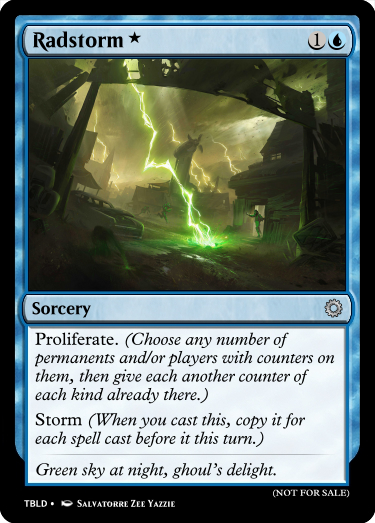 Radstorm ★ 1
Sorcery
Proliferate. (Choose any number of
permanents and/or players with counters on
them, then give each another counter of
each kind already there.)
Storm (When you cast this, copy it for
each spell cast before it this turn.)
Green sky at night, ghoul's delight.
(NOT FOR SALE)
TBLD • Salvatorre Zee Yazzie